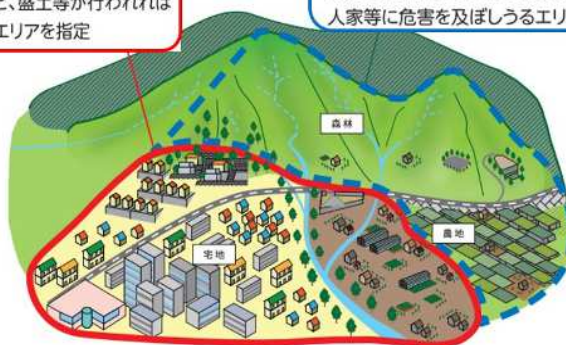 、盛土等が行われれば
エリアを指定
人家等に危害を及ぼしうるエリ
森林
宅地
農地